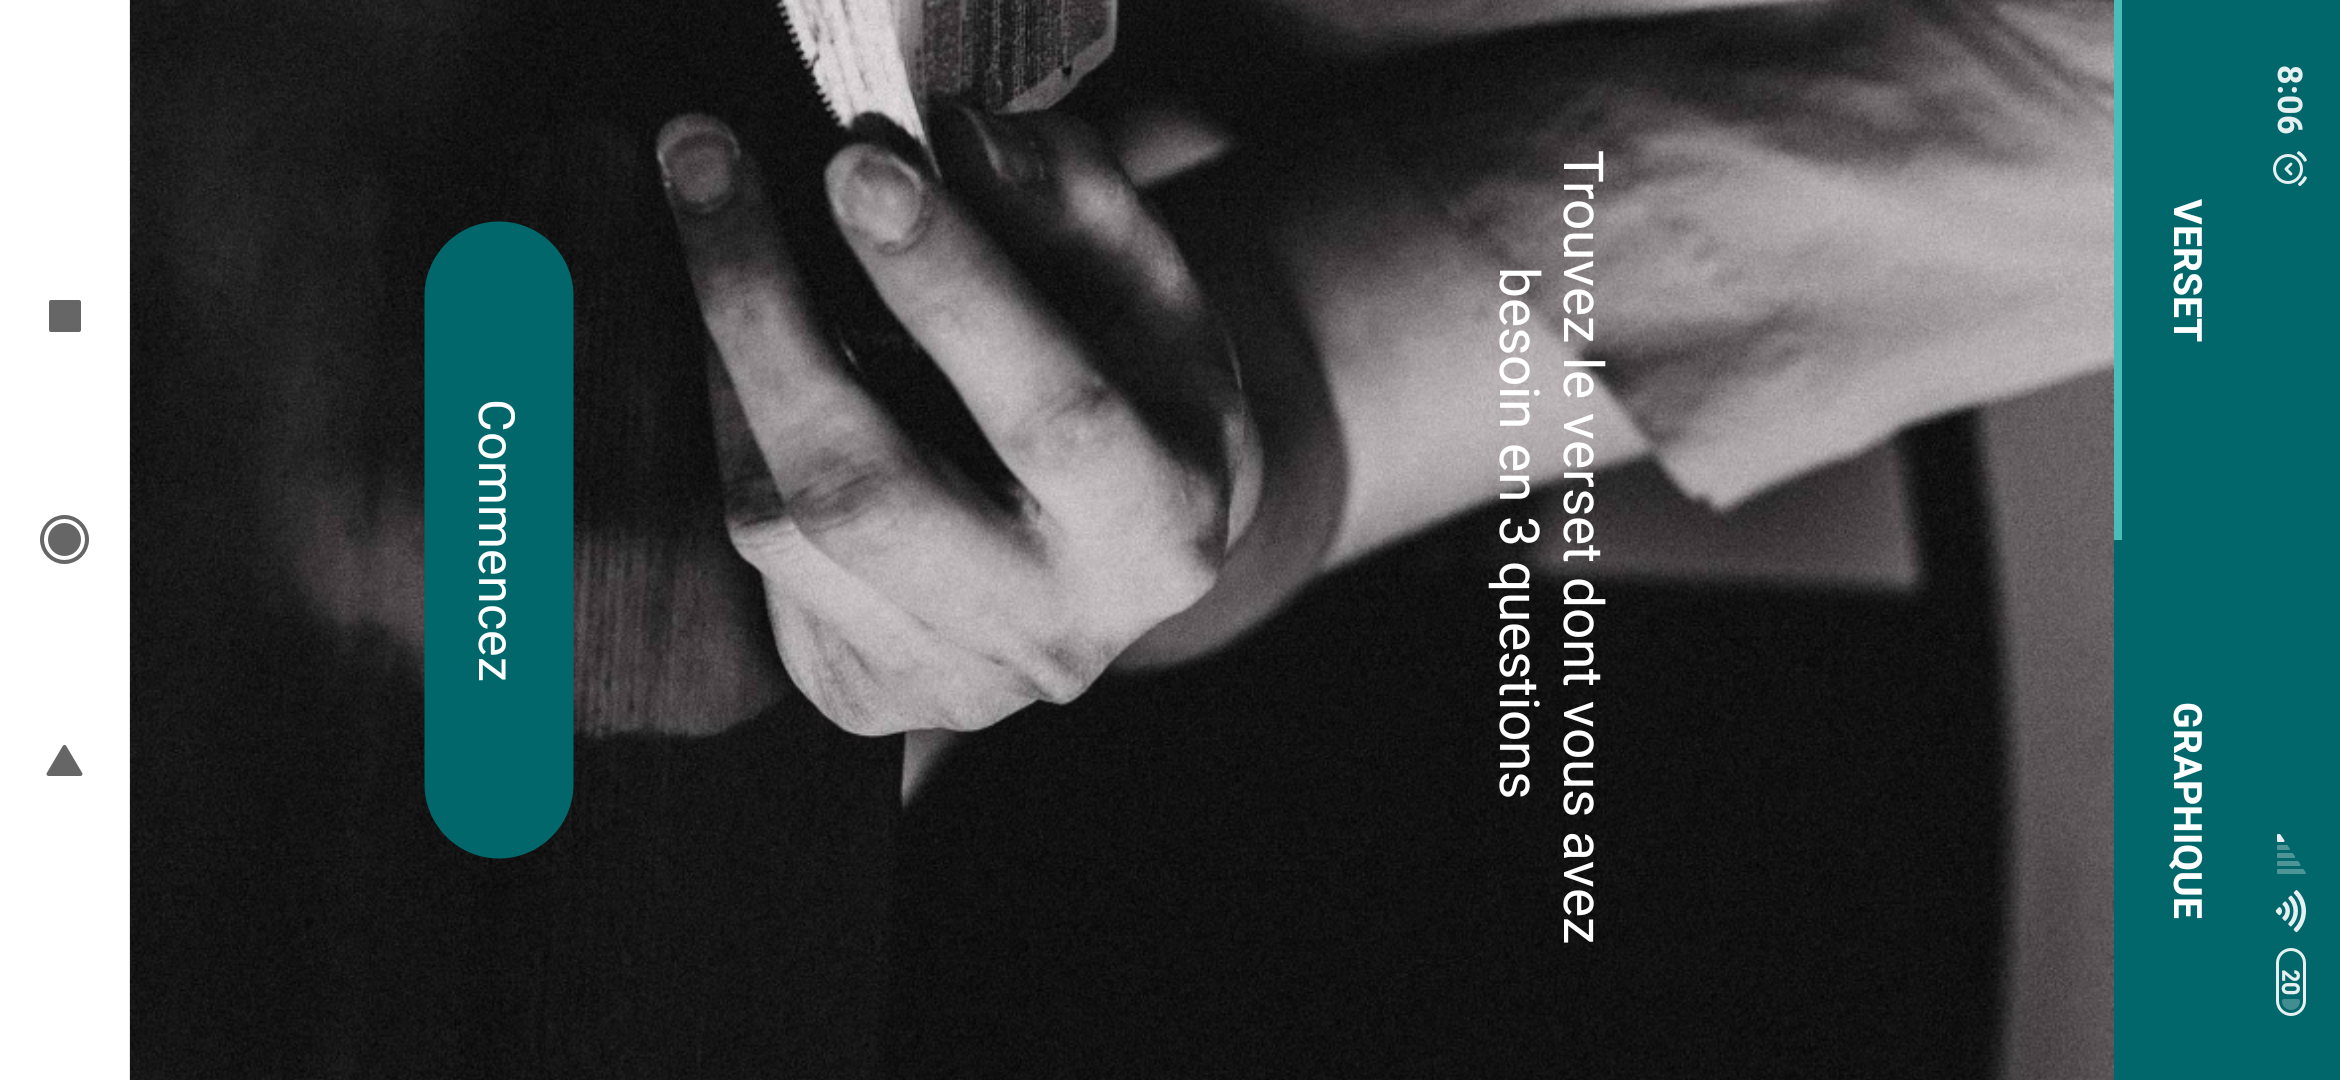 8:06
20
VERSET
GRAPHIQUE
Trouvez le verset dont vous avez
besoin en 3 questions
Commencez